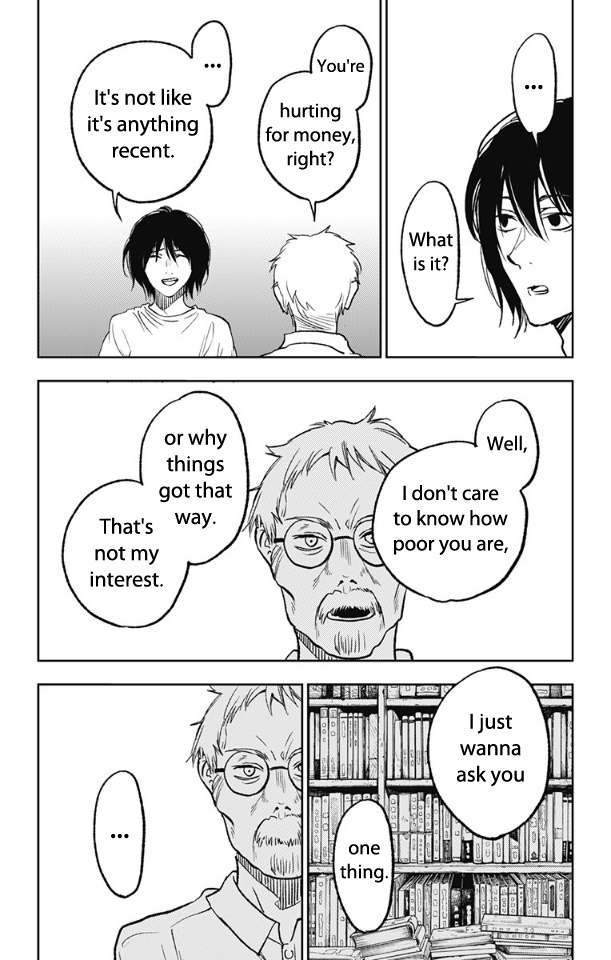 ...
What
is it?
You're
hurting
for money,
right?
...
It's not like
it's anything
recent.
Well,
I don't care
to know how
poor you are,
or why
things
got that
way.
That's
not my
interest.
I just
wanna
ask you
one
thing.
...